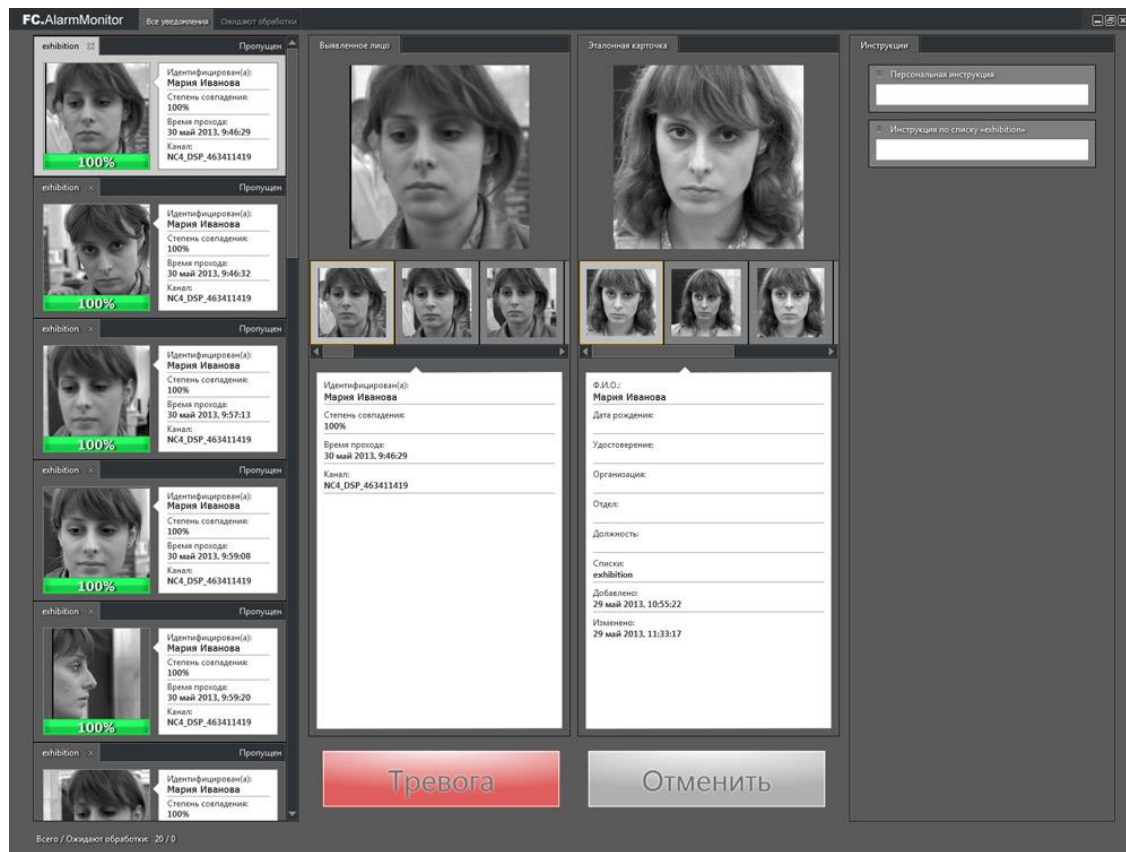 FC.AlarmMonitor Все уведомления Ожидают обработки
exhibition Пропущен
Идентифицирован(а):
Мария Иванова
Степень совпадения:
100%
Время прохода:
30 май 2013, 9:46:29
Канал:
NC4_DSP_463411419
100%
exhibition Пропущен
Идентифицирован(а):
Мария Иванова
Степень совпадения:
100%
Время прохода:
30 май 2013, 9:46:32
Канал:
NC4_DSP_463411419
100%
exhibition Пропущен
Идентифицирован(а):
Мария Иванова
Степень совпадения:
100%
Время прохода:
30 май 2013, 9:57:13
Канал:
NC4_DSP_463411419
100%
exhibition Пропущен
Идентифицирован(а):
Мария Иванова
Степень совпадения:
100%
Время прохода:
30 май 2013, 9:59:08
Канал:
NC4_DSP_463411419
100%
exhibition Пропущен
Идентифицирован(а):
Мария Иванова
Степень совпадения:
100%
Время прохода:
30 май 2013, 9:59:20
Канал:
NC4_DSP_463411419
100%
exhibition Пропущен
Идентифицирован(а):
Мария Иванова
Степень совпадения:
100%
Выявленное лицо
Идентифицирован(а):
Мария Иванова
Степень совпадения:
100%
Время прохода:
30 май 2013, 9:46:29
Канал:
NC4_DSP_463411419
Тревога
Эталонная карточка
Ф.И.О.:
Мария Иванова
Дата рождения:
Удостоверение:
Организация:
Отдел:
Должность:
Списки:
exhibition
Добавлено:
29 май 2013, 10:55:22
Изменено:
29 май 2013, 11:33:17
Отменить
Инструкции
Персональная инструкция
Инструкция по списку «exhibition»
Всего / Ожидают обработки: 20 / 0